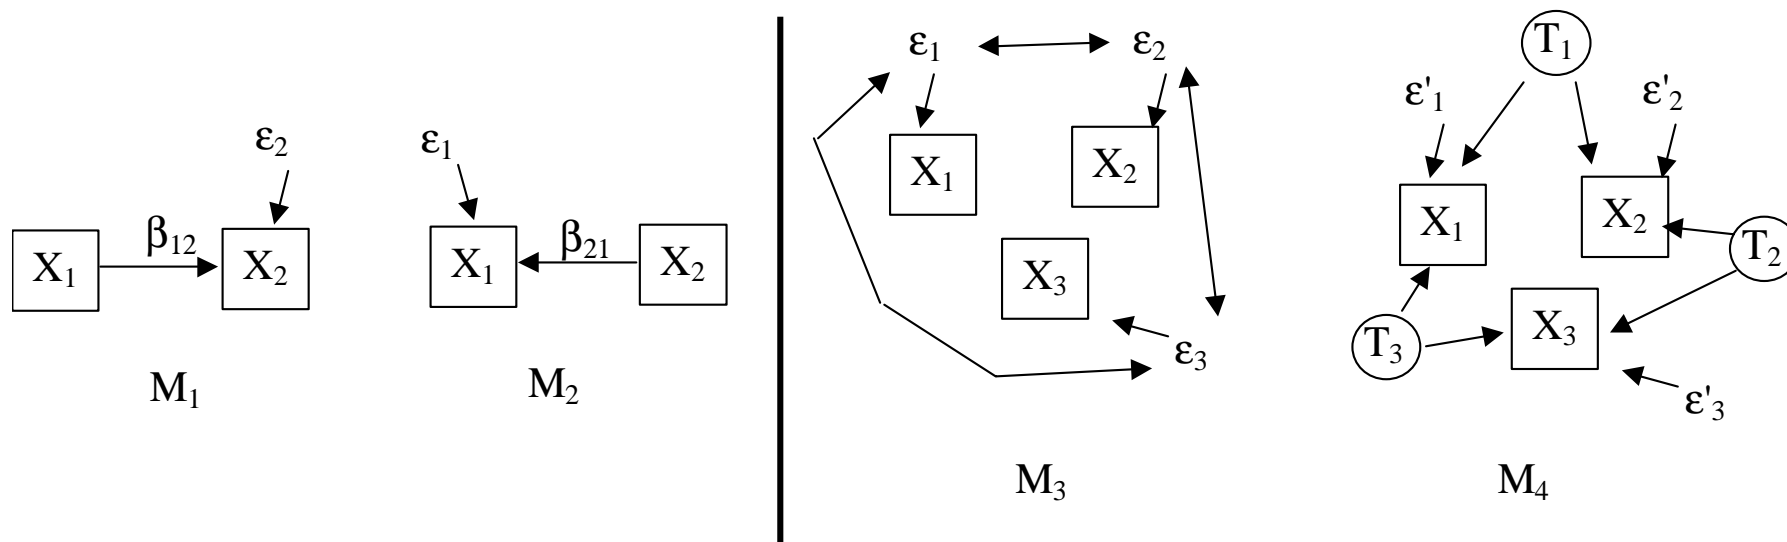 ε₂
β₁₂
X₁ X₂
M₁
ε₁
β₂₁
X₁ X₂
M₂
ε₁ ε₂
X₁ X₂
X₃
ε₃
M₃
T₁
ε'₁ ε'₂
X₁ X₂
T₂
T₃ X₃
ε'₃
M₄